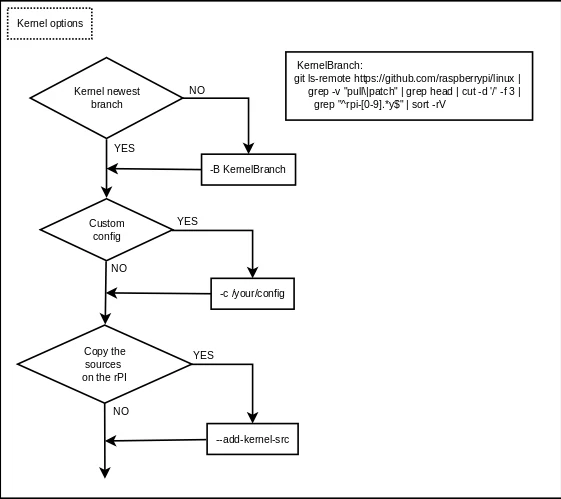 Kernel options
KernelBranch:
git ls-remote https://github.com/raspberrypi/linux |
grep -v "pull\|patch" | grep head | cut -d '/' -f 3 |
grep "^rpi-[0-9].*y$" | sort -rV
Kernel newest
branch
NO
YES
-B KernelBranch
Custom
config
YES
NO
-c /your/config
Copy the
sources
on the rPI
YES
NO
--add-kernel-src